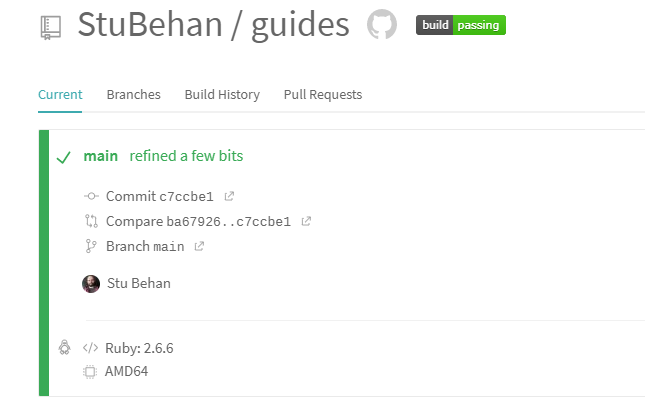 StuBehan / guides
build passing
Current Branches Build History Pull Requests
main refined a few bits
Commit c7ccbe1
Compare ba67926..c7ccbe1
Branch main
Stu Behan
</> Ruby: 2.6.6
AMD64